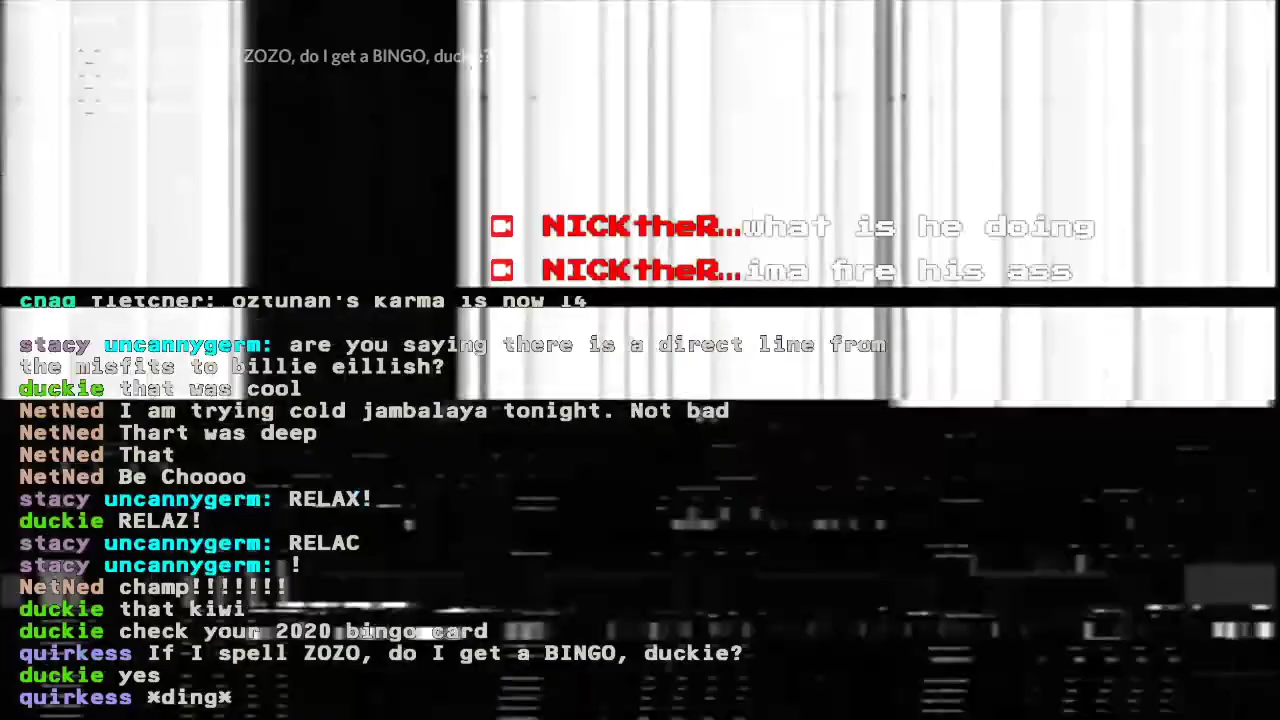 ZOZO, do I get a BINGO, duckie?
NICKtheR...what is he doing
NICKtheR...ima fire his ass
chad fletcher: oztunan's karma is now 14
stacy uncannygerm: are you saying there is a direct line from
the misfits to billie eillish?
duckie that was cool
NetNed I am trying cold jambalaya tonight. Not bad
NetNed Thart was deep
NetNed That
NetNed Be Choooo
stacy uncannygerm: RELAX!
duckie RELAZ!
stacy uncannygerm: RELAC
stacy uncannygerm: !
NetNed champ!!!!!!!
duckie that kiwi
duckie check your 2020 bingo card
quirkess If I spell ZOZO, do I get a BINGO, duckie?
duckie yes
quirkess *ding*